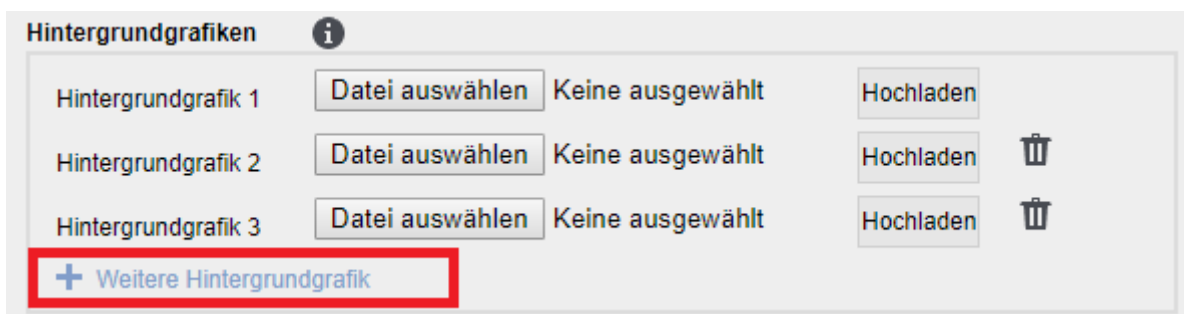 Hintergrundgrafiken
Hintergrundgrafik 1 Datei auswählen Keine ausgewählt Hochladen
Hintergrundgrafik 2 Datei auswählen Keine ausgewählt Hochladen
Hintergrundgrafik 3 Datei auswählen Keine ausgewählt Hochladen
+ Weitere Hintergrundgrafik